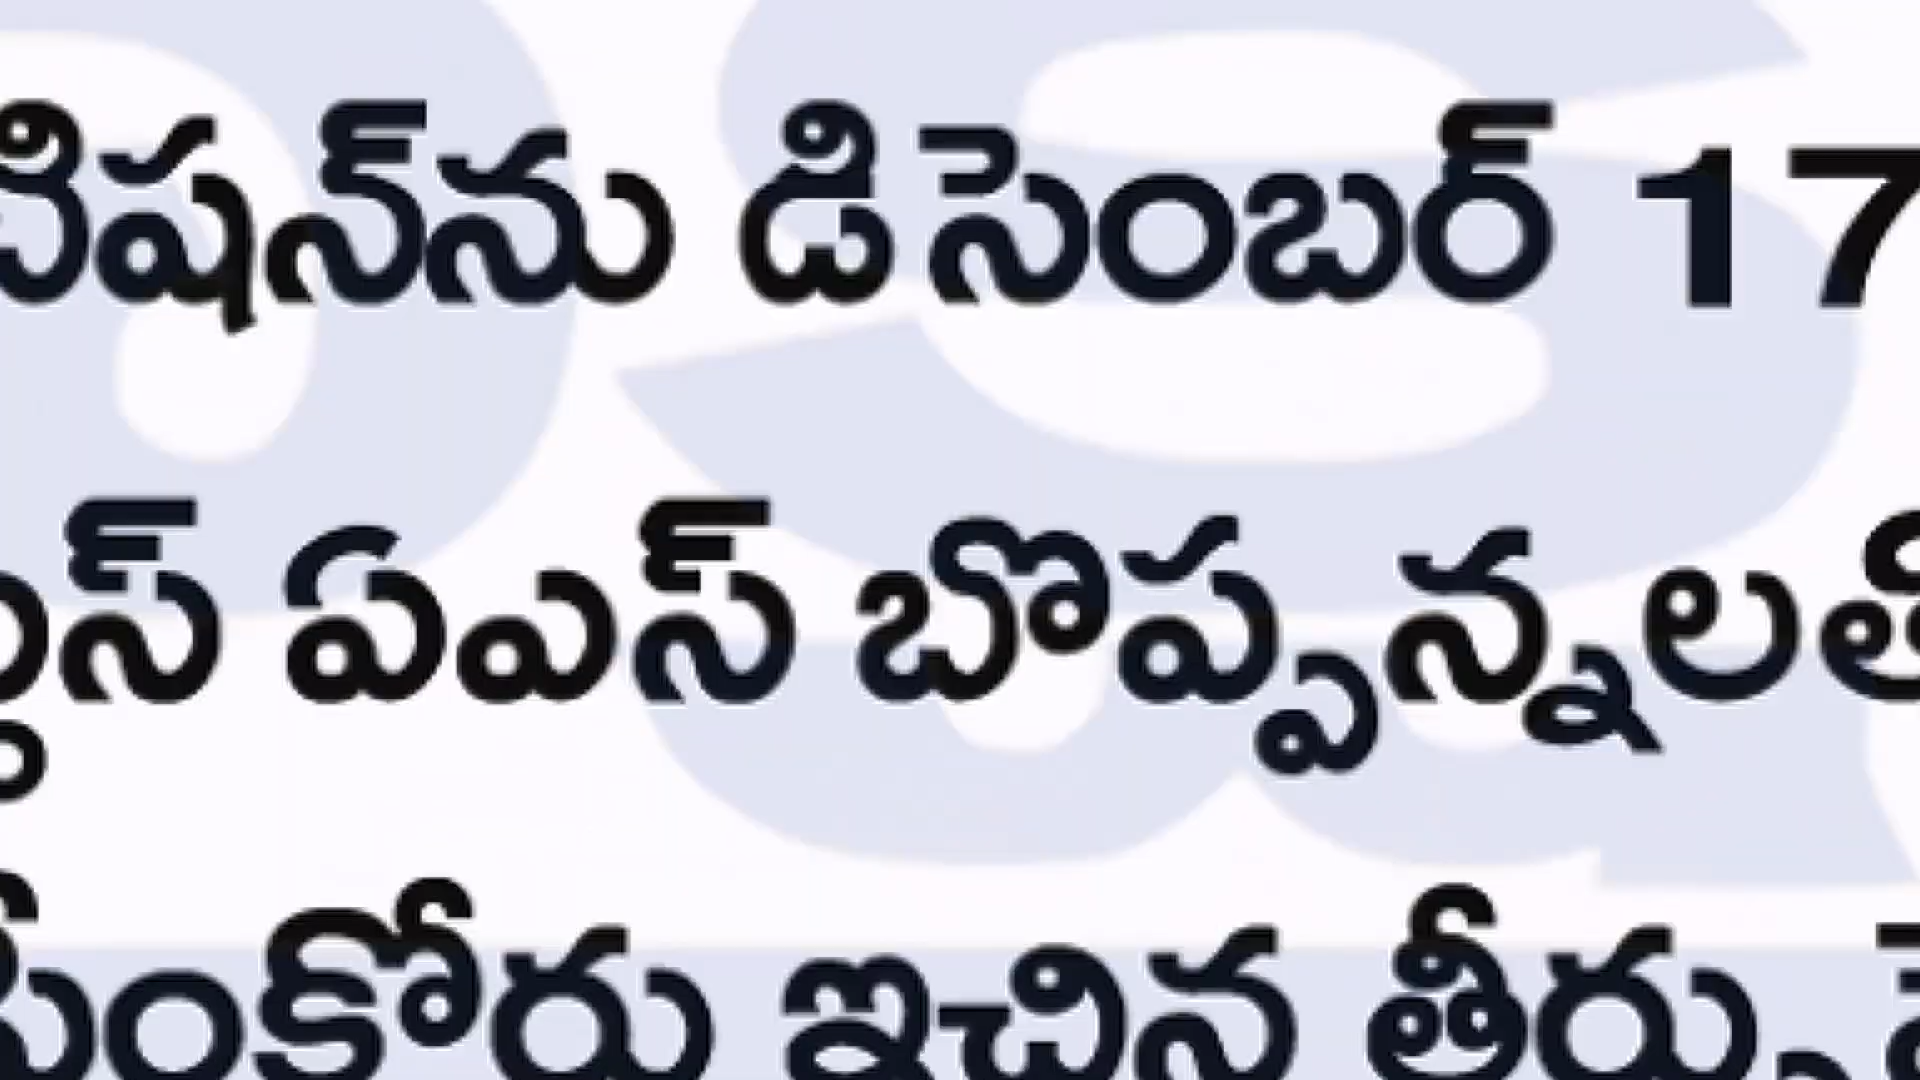 టిషన్‌ను డిసెంబర్ 17
స్ ఏఎస్ బొప్పన్నలతో
ఇచ్చిన తీర్పు